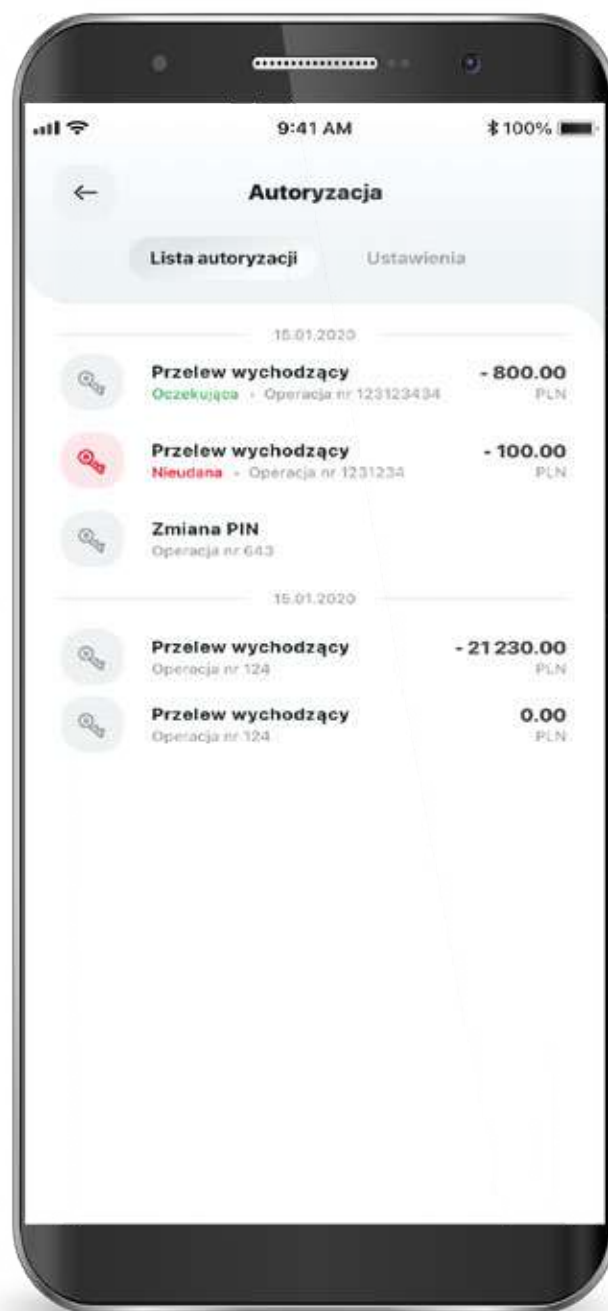 9:41 AM
100%
Autoryzacja
Lista autoryzacji
Ustawienia
15.01.2020
Przelew wychodzący
- 800.00
Oczekująca • Operacja nr 123123434
PLN
Przelew wychodzący
- 100.00
Nieudana • Operacja nr 1231234
PLN
Zmiana PIN
Operacja nr 643
15.01.2020
Przelew wychodzący
- 21 230.00
Operacja nr 124
PLN
Przelew wychodzący
0.00
Operacja nr 124
PLN